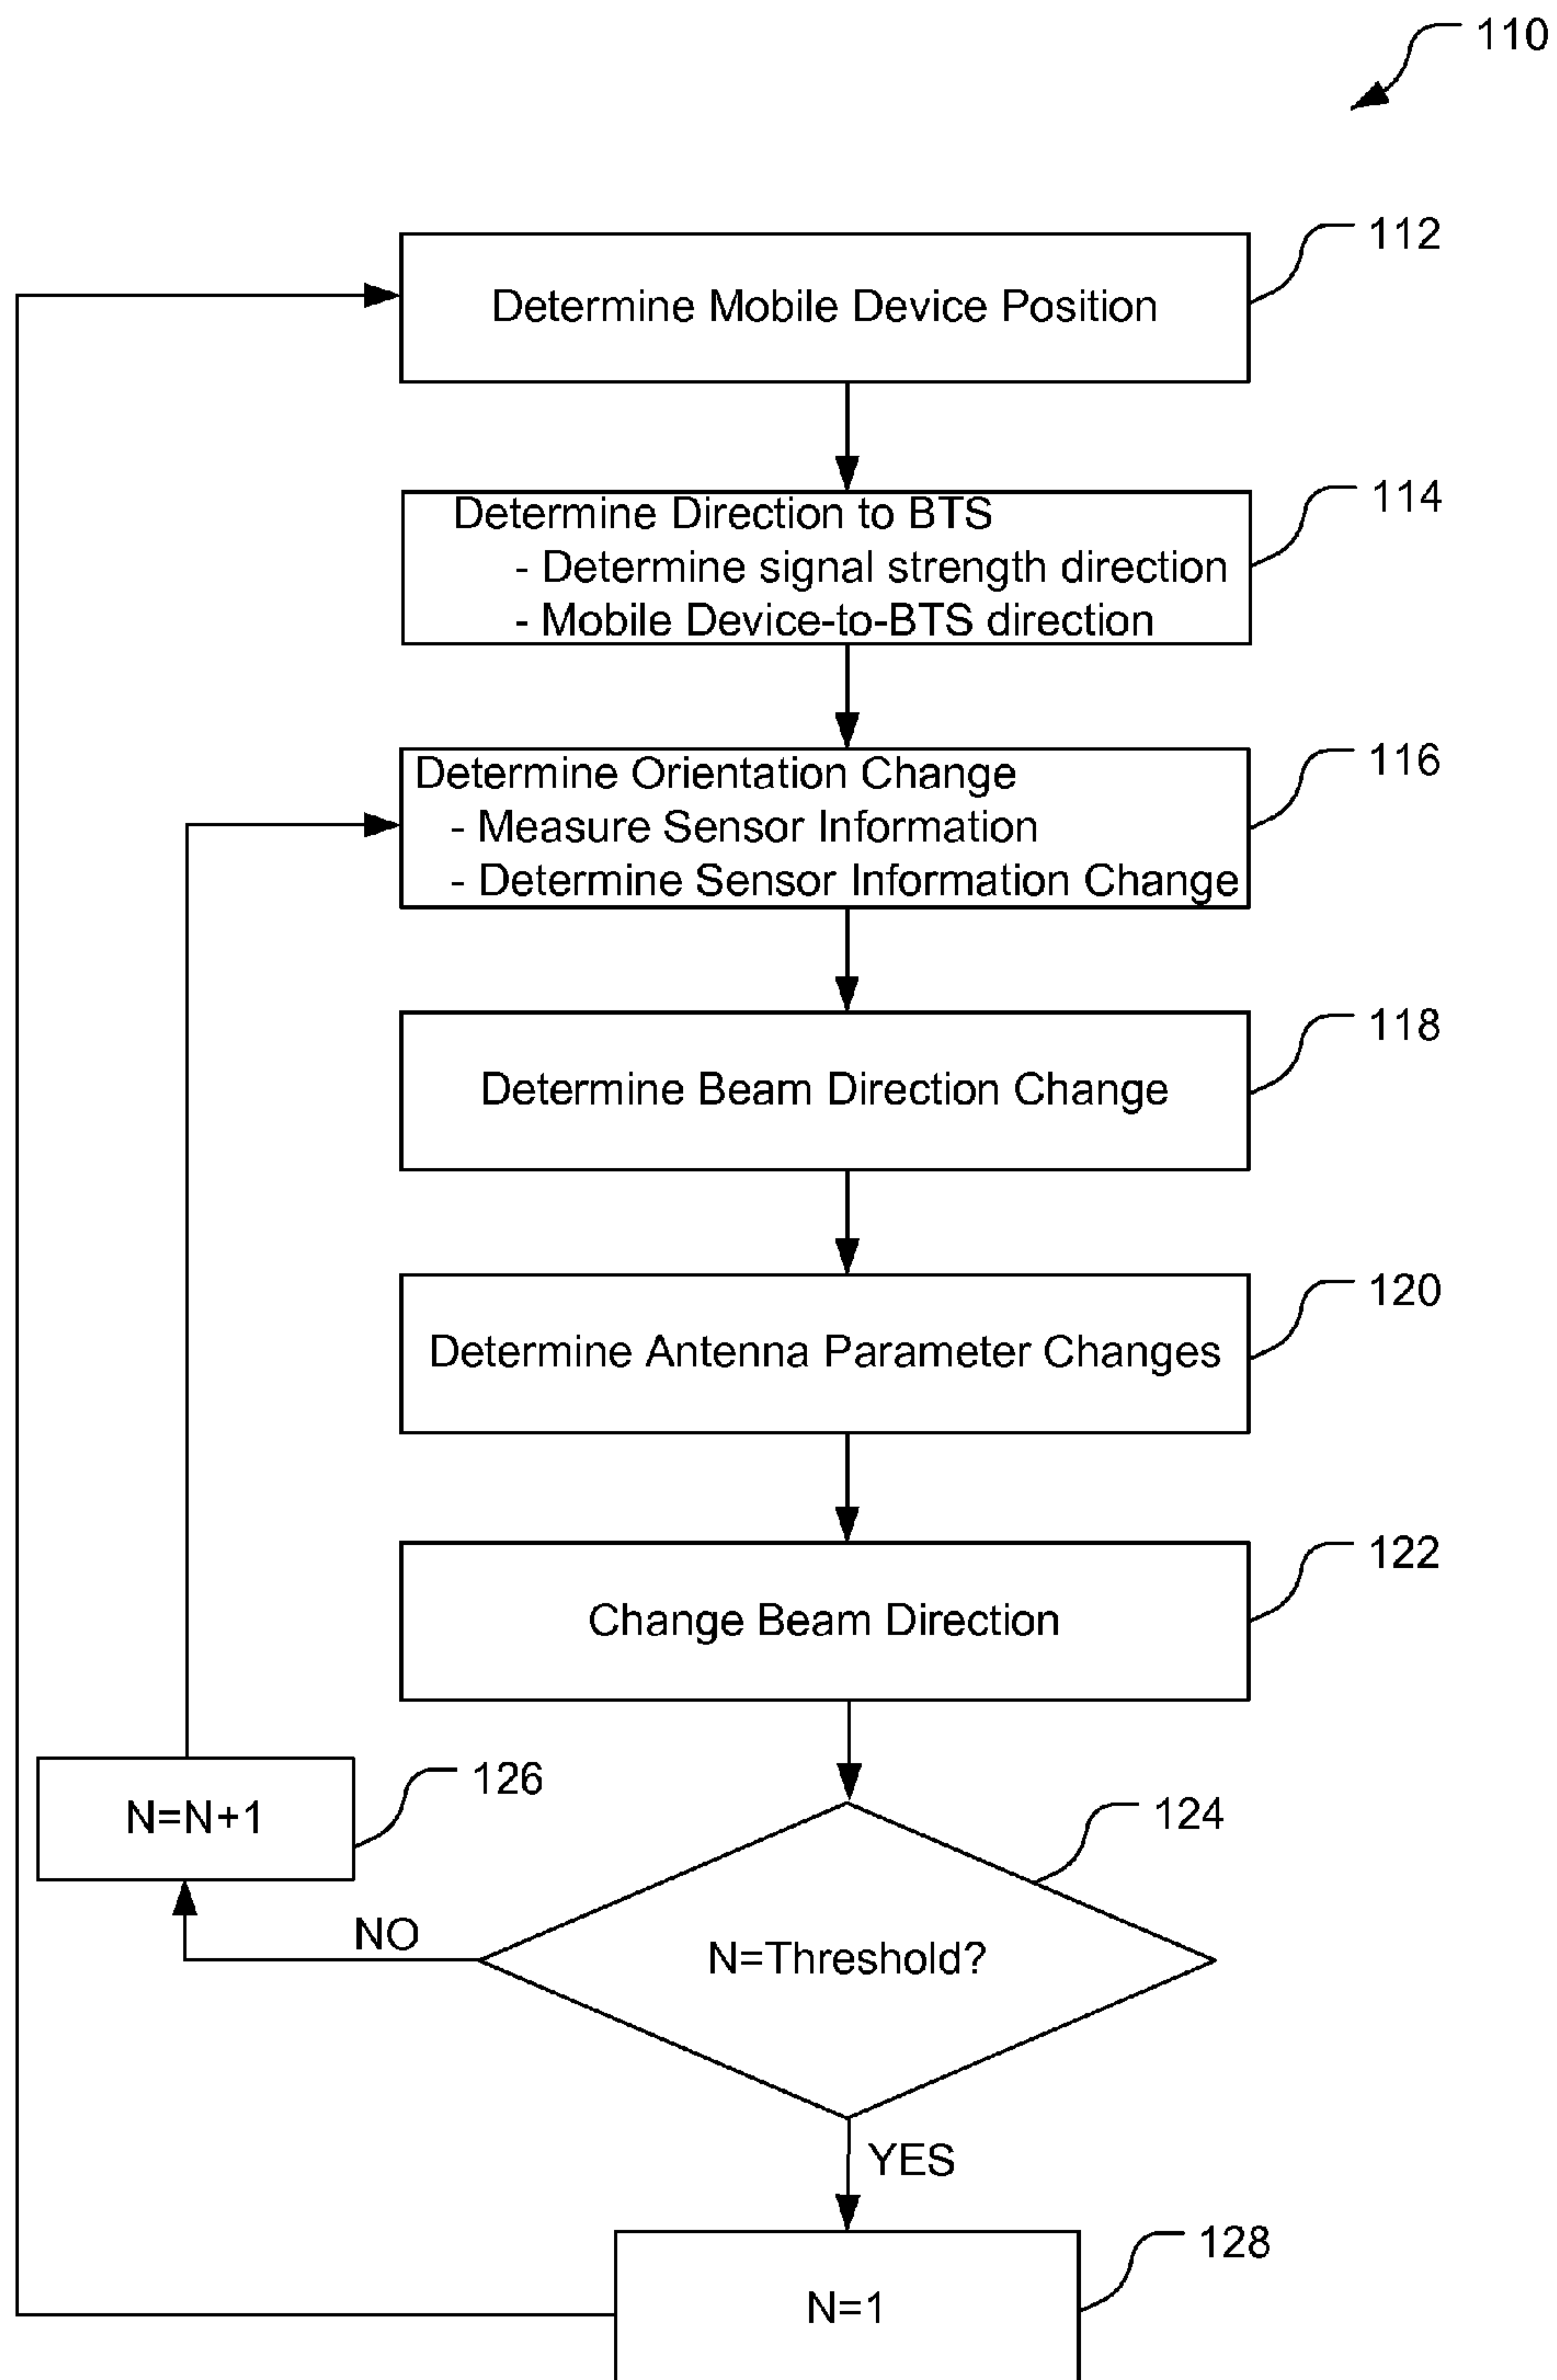 110
112
Determine Mobile Device Position
114
Determine Direction to BTS
- Determine signal strength direction
- Mobile Device-to-BTS direction
116
Determine Orientation Change
- Measure Sensor Information
- Determine Sensor Information Change
118
Determine Beam Direction Change
120
Determine Antenna Parameter Changes
122
Change Beam Direction
126
N=N+1
124
NO
N=Threshold?
YES
128
N=1